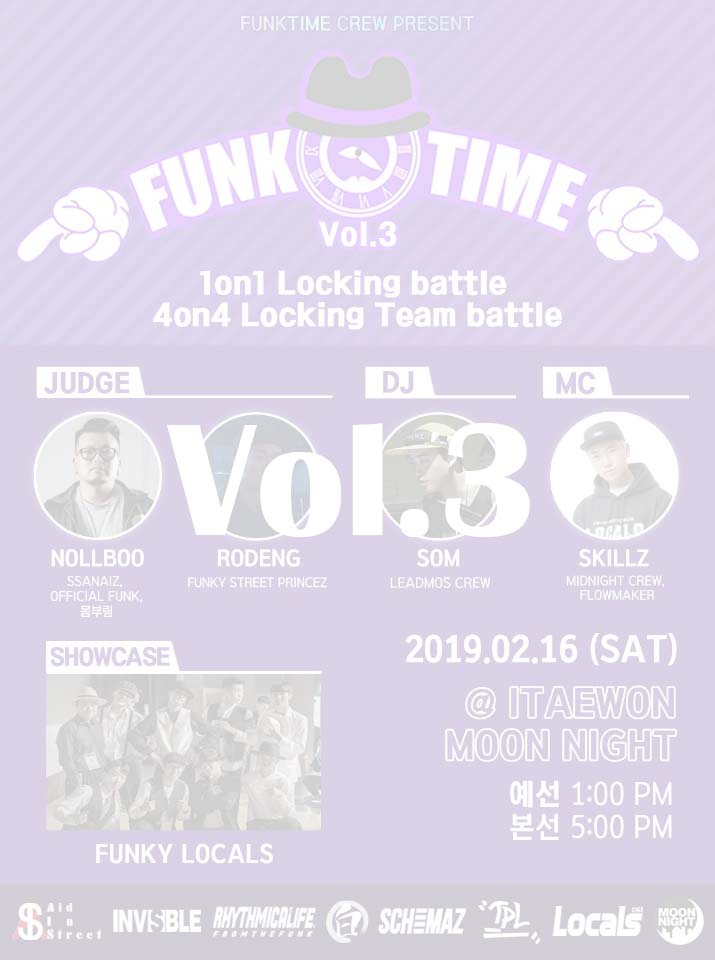 FUNKTIME CREW PRESENT
FUNK TIME
Vol.3
1on1 Locking battle
4on4 Locking Team battle
JUDGE
DJ
MC
Vol.3
NOLLBOO
RODENG
SOM
SKILLZ
SSANAIZ,
OFFICIAL FUNK,
몸부림
FUNKY STREET PRINCEZ
LEADMOS CREW
MIDNIGHT CREW,
FLOWMAKER
2019.02.16 (SAT)
@ ITAEWON
MOON NIGHT
예선 1:00 PM
본선 5:00 PM
SHOWCASE
FUNKY LOCALS
Aid
In
Street
INVISIBLE
RHYTHMICALIFE
FROMTHEFUNK
SCHEMAZ
TPL
Locals
MOON
NIGHT